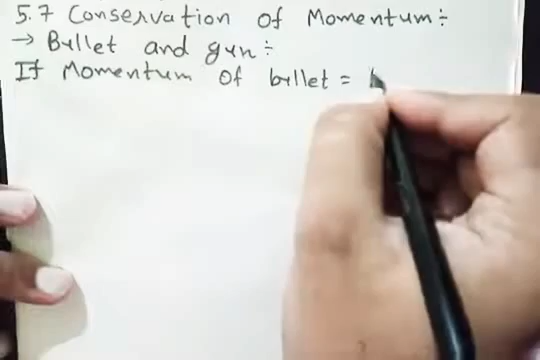 5.7 Conservation of Momentum ÷
→ Bullet and gun ÷
If Momentum of bullet =